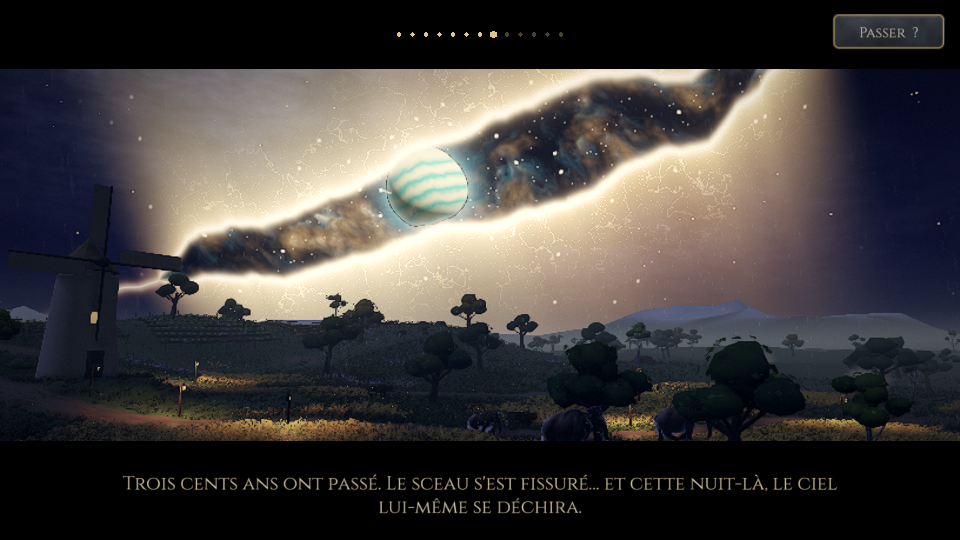 Passer ?
Trois cents ans ont passé. Le sceau s'est fissuré... et cette nuit-là, le ciel
lui-même se déchira.